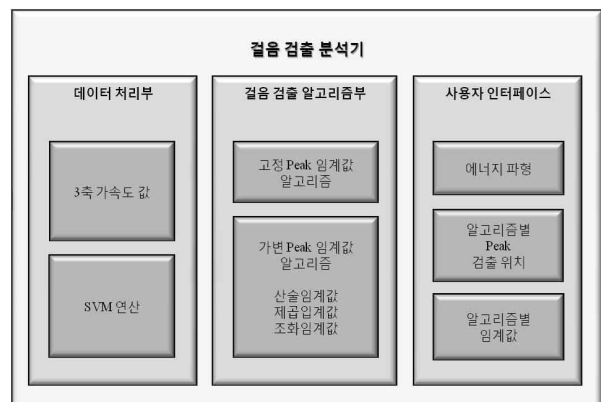 걸음 검출 분석기
데이터 처리부
3축 가속도 값
SVM 연산
걸음 검출 알고리즘부
고정 Peak 임계값
알고리즘
가변 Peak 임계값
알고리즘
산술임계값
제곱임계값
조화임계값
사용자 인터페이스
에너지 파형
알고리즘별
Peak
검출 위치
알고리즘별
임계값